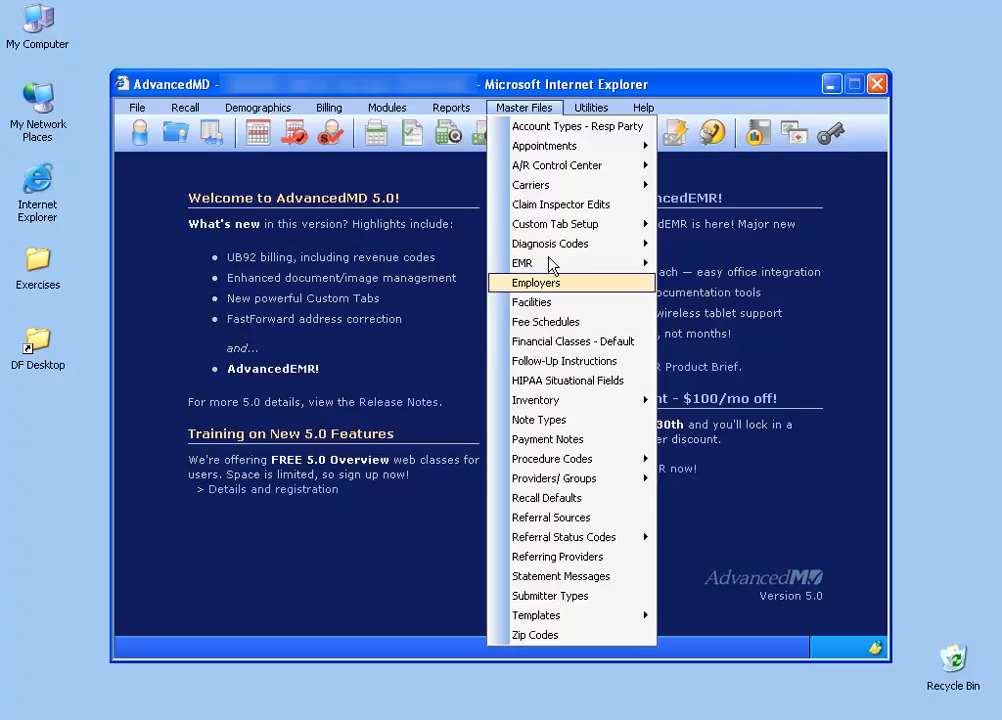 My Computer
My Network
Places
Internet
Explorer
Exercises
DF Desktop
AdvancedMD -
- Microsoft Internet Explorer
File Recall Demographics Billing Modules Reports Master Files Utilities Help
Account Types - Resp Party
Appointments
A/R Control Center
Carriers
Claim Inspector Edits
Custom Tab Setup
Diagnosis Codes
EMR
Employers
Facilities
Fee Schedules
Financial Classes - Default
Follow-Up Instructions
HIPAA Situational Fields
Inventory
Note Types
Payment Notes
Procedure Codes
Providers/ Groups
Recall Defaults
Referral Sources
Referral Status Codes
Referring Providers
Statement Messages
Submitter Types
Templates
Zip Codes
Welcome to AdvancedMD 5.0!
What's new in this version? Highlights include:
UB92 billing, including revenue codes
Enhanced document/image management
New powerful Custom Tabs
FastForward address correction
and...
AdvancedEMR!
For more 5.0 details, view the Release Notes.
Training on New 5.0 Features
We're offering FREE 5.0 Overview web classes for
users. Space is limited, so sign up now!
> Details and registration
ancedEMR!
dEMR is here! Major new
ach — easy office integration
ocumentation tools
wireless tablet support
, not months!
R Product Brief.
nt - $100/mo off!
30th and you'll lock in a
er discount.
R now!
AdvancedMD
Version 5.0
Recycle Bin